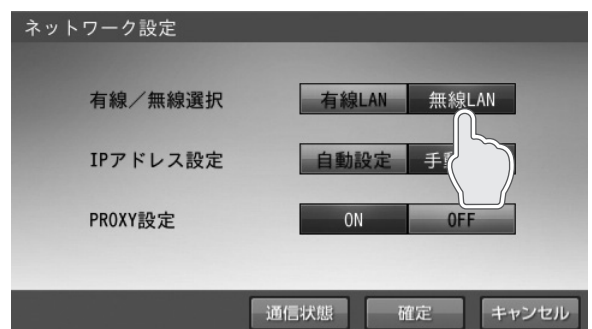 ネットワーク設定
有線／無線選択 有線LAN 無線LAN
IPアドレス設定 自動設定
PROXY設定 ON OFF
通信状態 確定 キャンセル